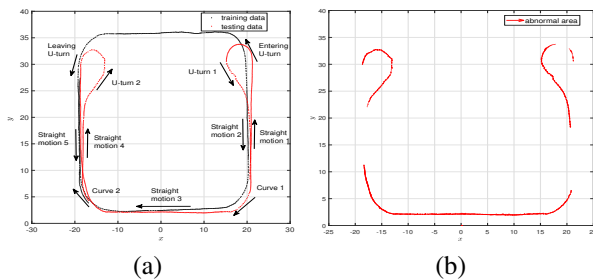 training data
testing data
Leaving
U-turn
Entering
U-turn
U-turn 2
U-turn 1
Straight
motion 5
Straight
motion 4
Straight
motion 2
Straight
motion 1
Curve 2
Straight
motion 3
Curve 1
40
35
30
25
20
15
10
5
0
y
-30
-20
-10
0
10
20
30
x
(a)
abnormal area
40
35
30
25
20
15
10
5
0
y
-25
-20
-15
-10
-5
0
5
10
15
20
25
x
(b)